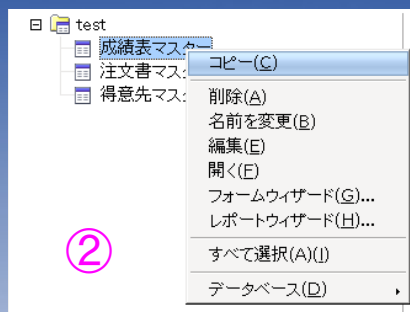 test
成績表マスター
注文書マス
得意先マス
コピー(C)
削除(A)
名前を変更(B)
編集(E)
開く(F)
フォームウィザード(G)...
レポートウィザード(H)...
すべて選択(A)(I)
データベース(D)
②